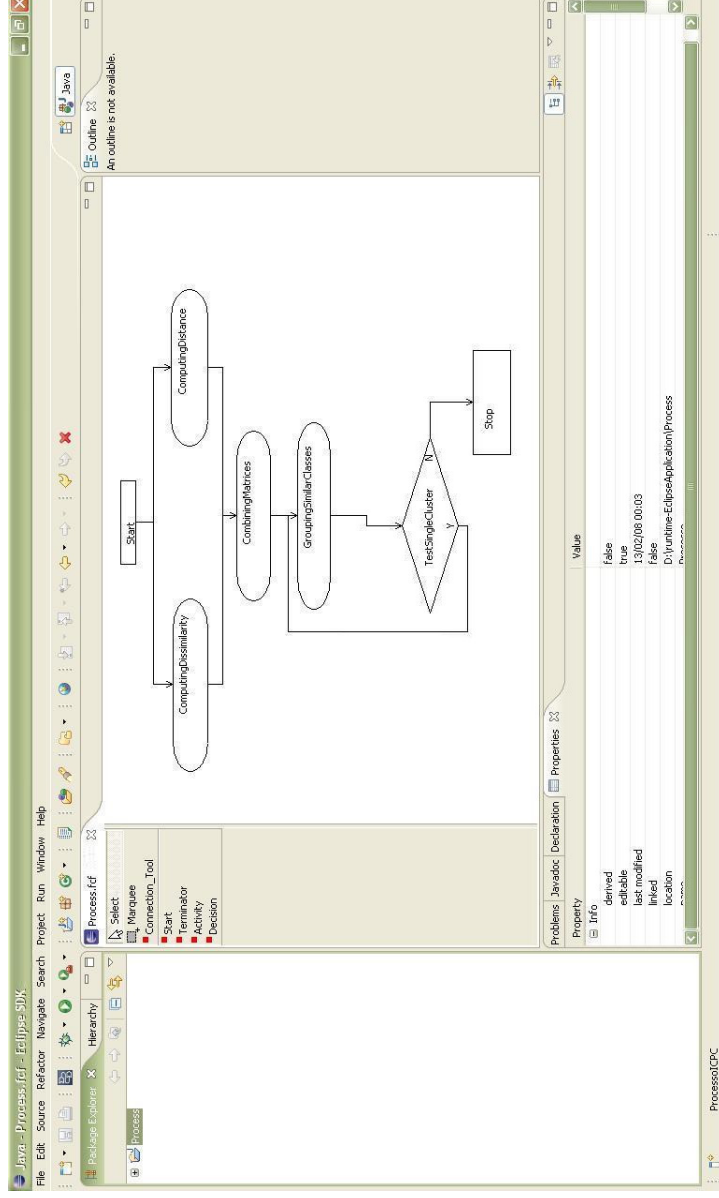 Java - Process.fcf - Eclipse SDK
File Edit Source Refactor Navigate Search Project Run Window Help
Java
Package Explorer Hierarchy
Process
Process.fcf
Select
Marquee
Connection_Tool
Start
Terminator
Activity
Decision
Start
ComputingDissimilarity
ComputingDistance
CombiningMatrices
GroupingSimilarClasses
TestSingleCluster
N
Y
Stop
Outline
An outline is not available.
Problems Javadoc Declaration Properties
Property Value
Info
derived false
editable true
last modified 13/02/08 00:03
linked false
location D:\runtime-EclipseApplication\Process
ProcessoICPC